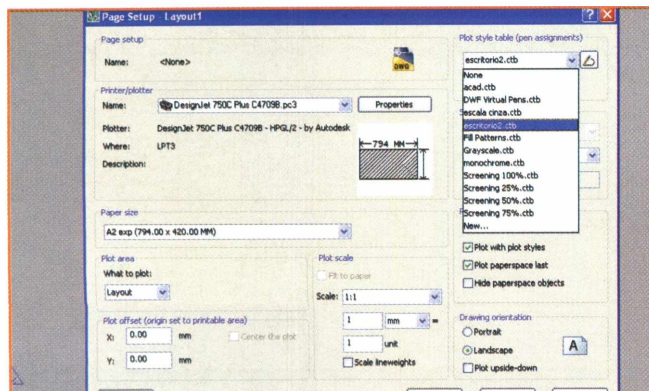 Page Setup - Layout1
Page setup
Name: <None>
DWG
Printer/plotter
Name: DesignJet 750C Plus C4709B.pc3 Properties
Plotter: DesignJet 750C Plus C4709B - HPGL/2 - by Autodesk
Where: LPT3
Description:
794 MM
Paper size
A2 exp (794.00 x 420.00 MM)
Plot area
What to plot:
Layout
Plot offset (origin set to printable area)
X: 0.00 mm Center the plot
Y: 0.00 mm
Plot scale
Fit to paper
Scale: 1:1
1 mm =
1 unit
Scale lineweights
Plot style table (pen assignments)
escritorio2.ctb
None
acad.ctb
DWF Virtual Pens.ctb
escala cinza.ctb
escritorio2.ctb
Fill Patterns.ctb
Grayscale.ctb
monochrome.ctb
Screening 100%.ctb
Screening 25%.ctb
Screening 50%.ctb
Screening 75%.ctb
New...
Plot with plot styles
Plot paperspace last
Hide paperspace objects
Drawing orientation
Portrait
Landscape
Plot upside-down
A